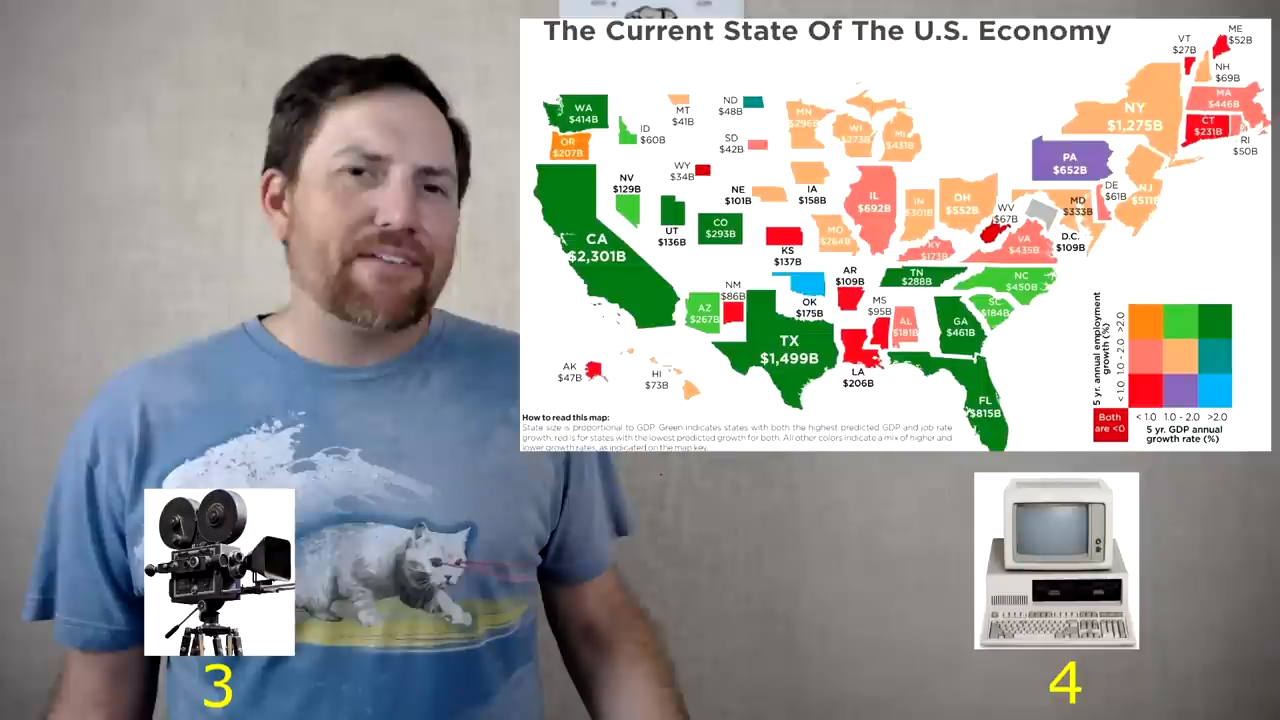 The Current State Of The U.S. Economy
WA
$414B
OR
$207B
CA
$2,301B
NV
$129B
ID
$60B
MT
$41B
ND
$48B
SD
$42B
WY
$34B
NE
$101B
UT
$136B
CO
$293B
KS
$137B
AZ
$267B
NM
$86B
OK
$175B
TX
$1,499B
AK
$47B
HI
$73B
MN
$296B
WI
$273B
MI
$431B
IA
$158B
IL
$692B
MO
$264B
IN
$301B
OH
$552B
KY
$173B
WV
$67B
VA
$435B
AR
$109B
TN
$288B
NC
$450B
SC
$184B
MS
$95B
AL
$181B
GA
$461B
LA
$206B
FL
$815B
PA
$652B
NY
$1,275B
VT
$27B
ME
$52B
NH
$69B
MA
$446B
CT
$231B
RI
$50B
NJ
$511B
DE
$61B
MD
$333B
D.C.
$109B
How to read this map:
State size is proportional to GDP. Green indicates states with both the highest predicted GDP and job rate
growth, red is for states with the lowest predicted growth for both. All other colors indicate a mix of higher and
lower growth rates, as indicated on the map key.
5 yr. annual employment
growth (%)
>2.0
1.0 - 2.0
<1.0
Both
are <0
< 1.0 1.0 - 2.0 >2.0
5 yr. GDP annual
growth rate (%)
3
4